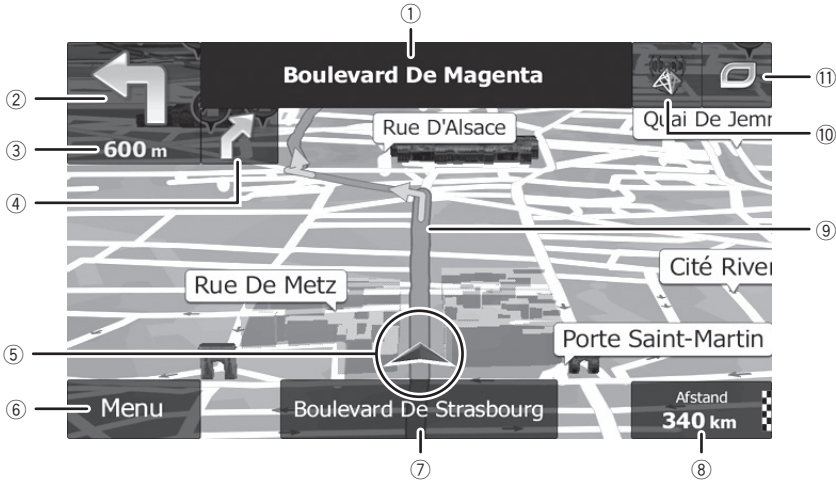 ①
Boulevard De Magenta
②
⑪
③
600 m
Rue D'Alsace
Quai De Jemm
⑩
④
⑨
Cité River
Rue De Metz
Porte Saint-Martin
⑤
⑥
Menu
Boulevard De Strasbourg
Afstand
340 km
⑦
⑧